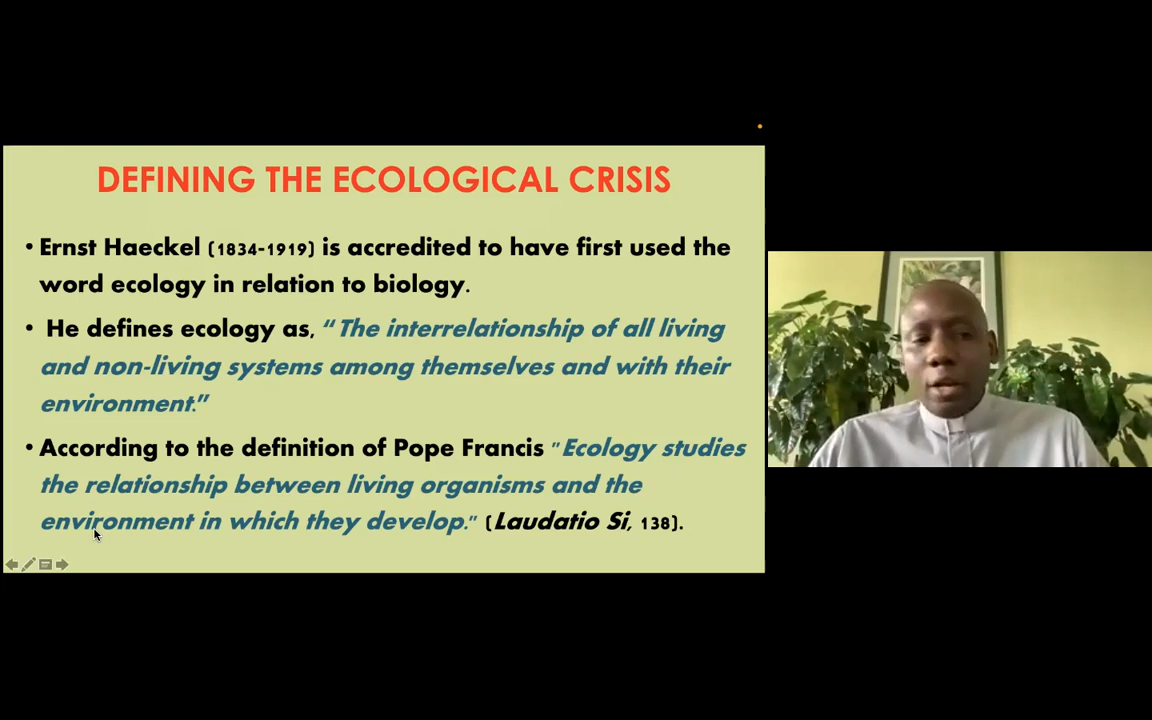 DEFINING THE ECOLOGICAL CRISIS
• Ernst Haeckel (1834-1919) is accredited to have first used the
word ecology in relation to biology.
• He defines ecology as, “The interrelationship of all living
and non-living systems among themselves and with their
environment.”
• According to the definition of Pope Francis "Ecology studies
the relationship between living organisms and the
environment in which they develop." (Laudatio Si, 138).